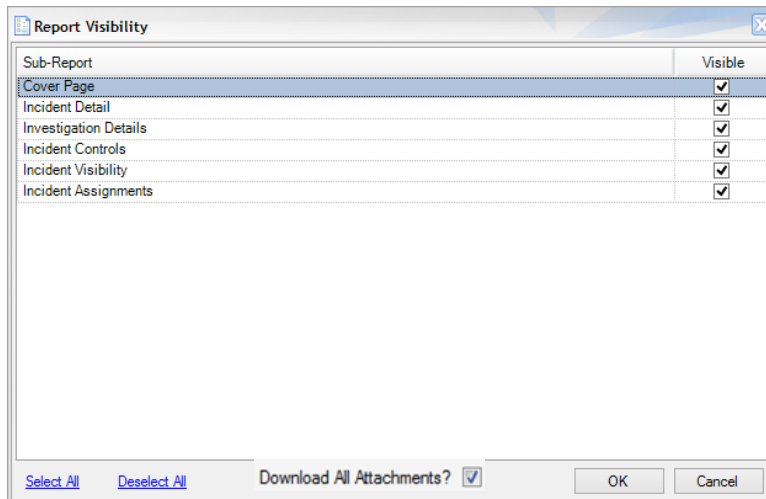 Report Visibility
Sub-Report Visible
Cover Page
Incident Detail
Investigation Details
Incident Controls
Incident Visibility
Incident Assignments
Select All Deselect All Download All Attachments? OK Cancel